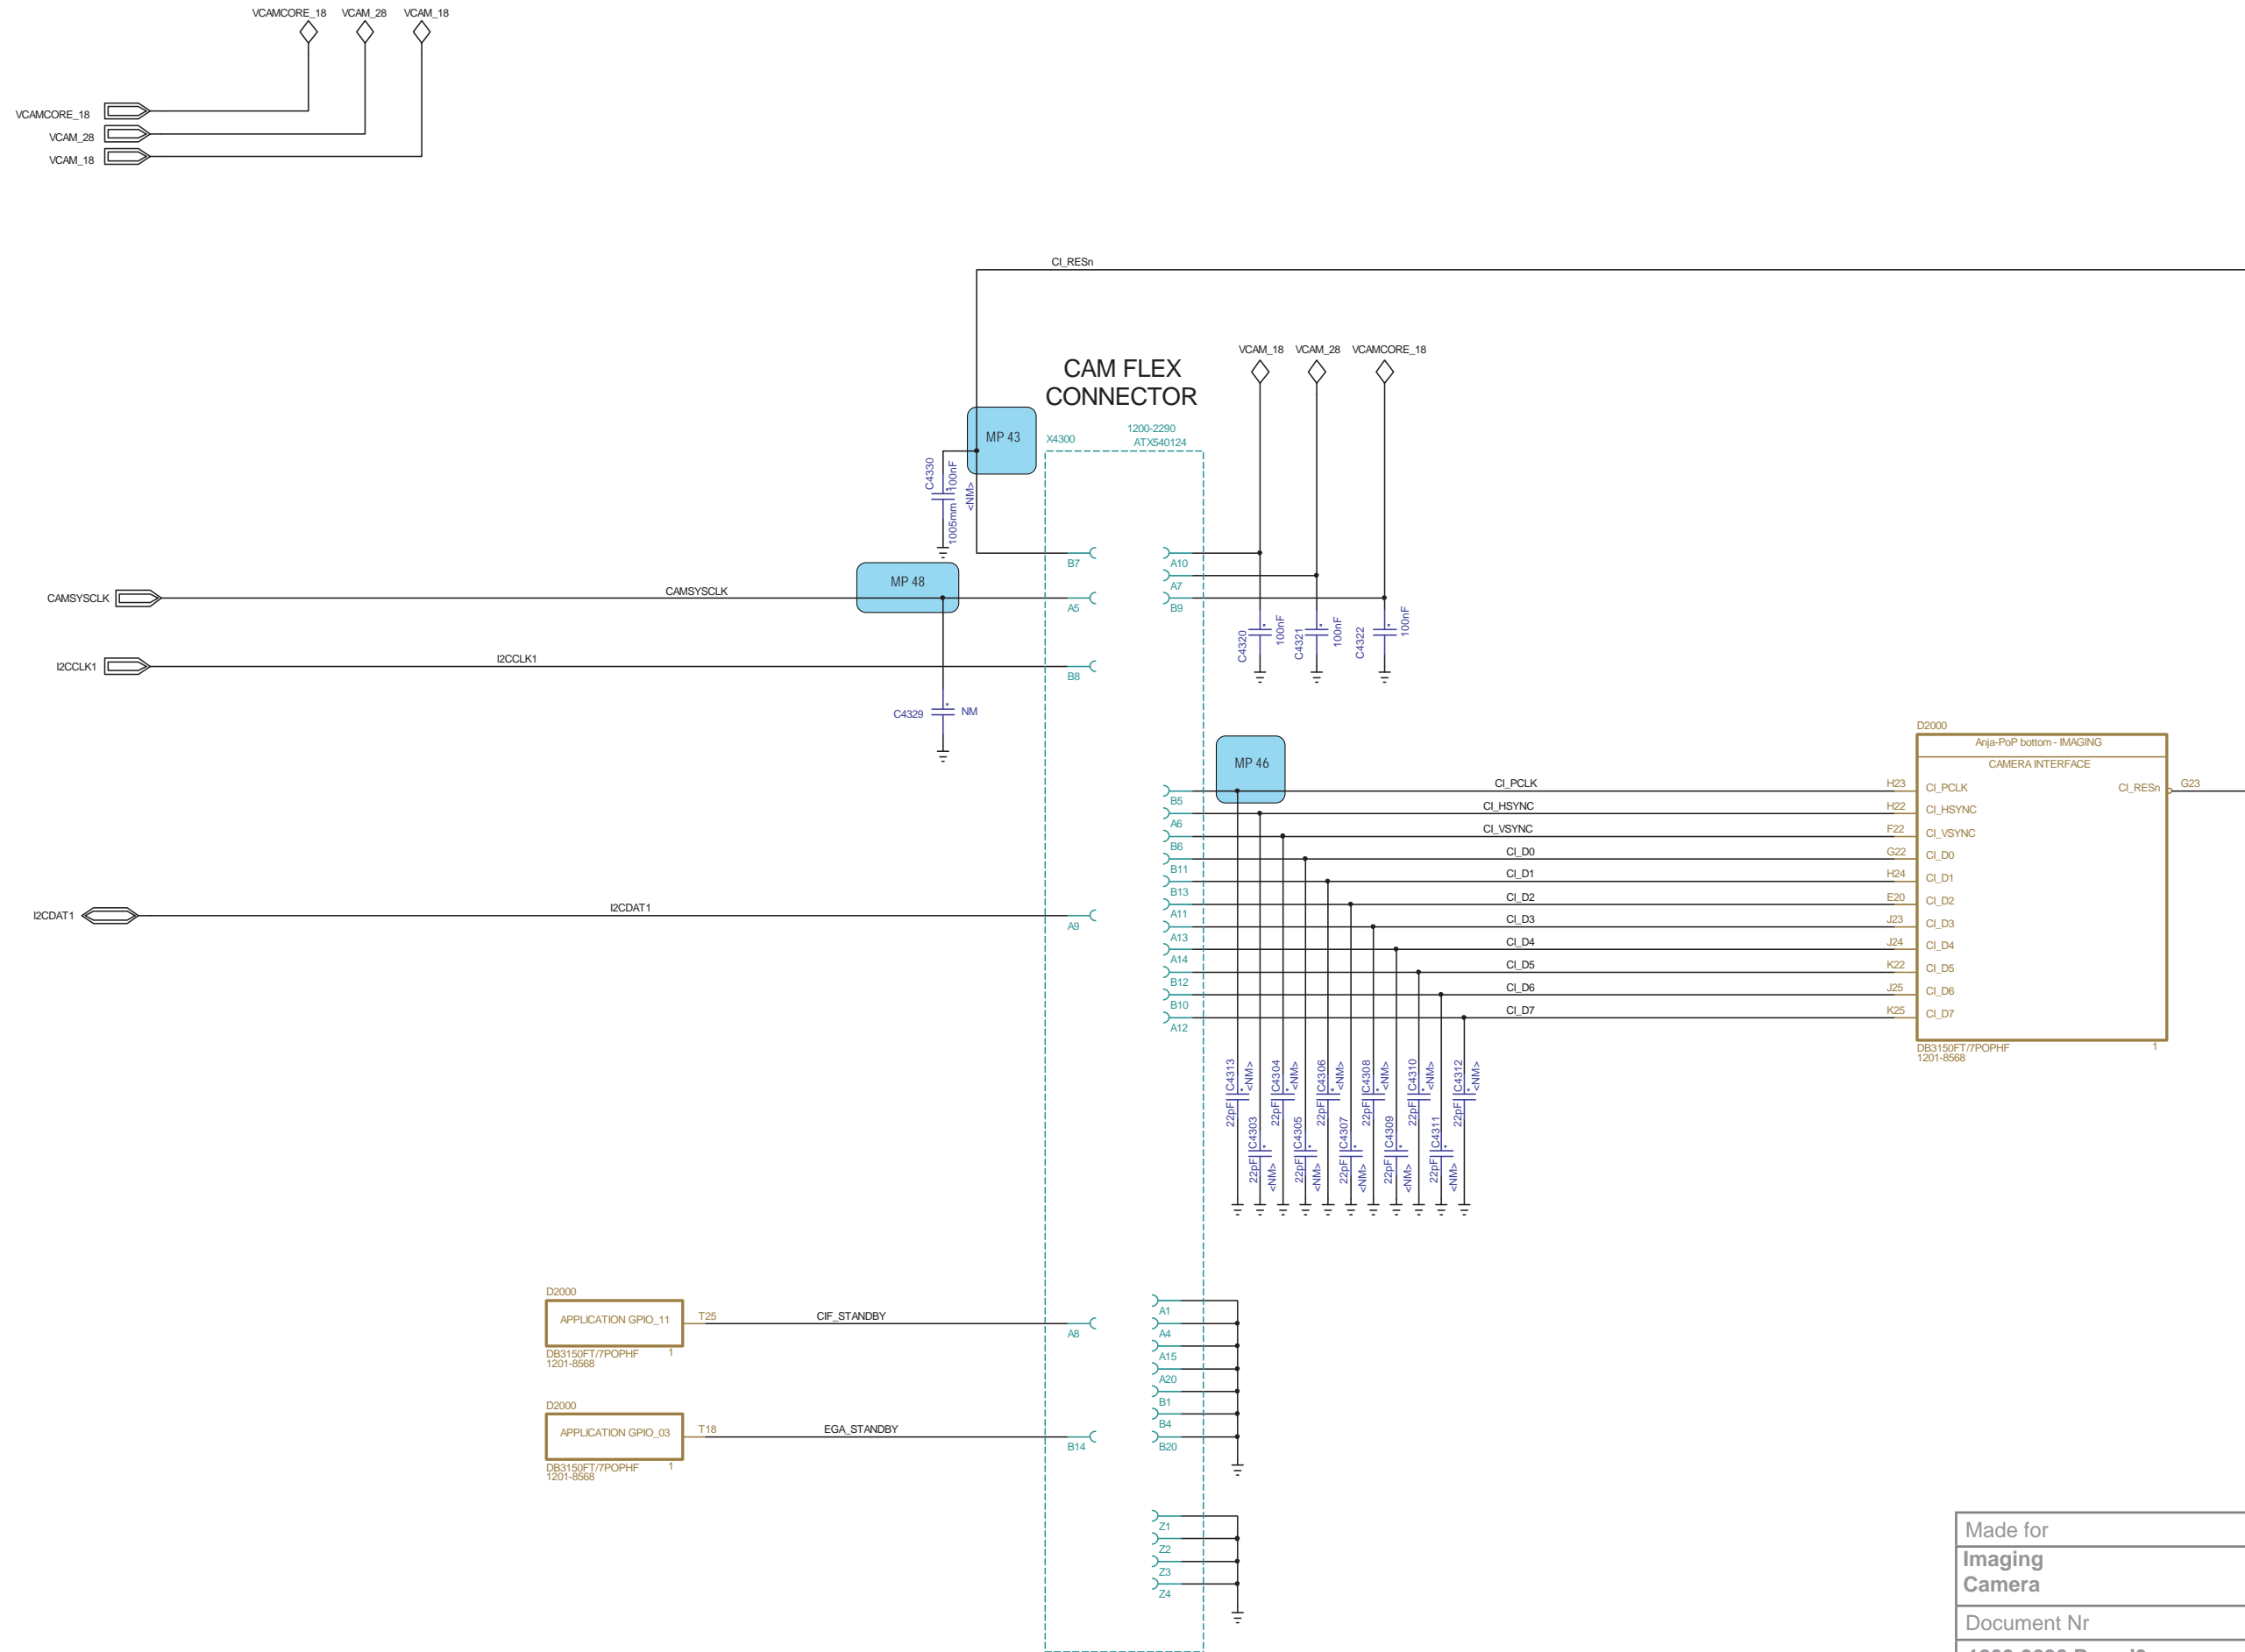 VCAMCORE_18 VCAM_28 VCAM_18
VCAMCORE_18
VCAM_28
VCAM_18
CI_RESn
CAM FLEX
CONNECTOR
VCAM_18 VCAM_28 VCAMCORE_18
MP 43
X4300
1200-2290
ATX540124
C4330
100nF
1005mm
<NM>
B7
A10
A7
B9
MP 48
CAMSYSCLK
CAMSYSCLK
A5
C4320
100nF
C4321
100nF
C4322
100nF
I2CCLK1
I2CCLK1
B8
C4329
NM
MP 46
D2000
Anja-PoP bottom - IMAGING
CAMERA INTERFACE
B5 CI_PCLK H23 CI_PCLK CI_RESn G23
A6 CI_HSYNC H22 CI_HSYNC
B6 CI_VSYNC F22 CI_VSYNC
B11 CI_D0 G22 CI_D0
B13 CI_D1 H24 CI_D1
A11 CI_D2 E20 CI_D2
A13 CI_D3 J23 CI_D3
A14 CI_D4 J24 CI_D4
B12 CI_D5 K22 CI_D5
B10 CI_D6 J25 CI_D6
A12 CI_D7 K25 CI_D7
DB3150FT/7POPHF 1
1201-8568
I2CDAT1
I2CDAT1
A9
22pF C4313 <NM>
22pF C4304 <NM>
22pF C4306 <NM>
22pF C4308 <NM>
22pF C4310 <NM>
22pF C4312 <NM>
22pF C4303 <NM>
22pF C4305 <NM>
22pF C4307 <NM>
22pF C4309 <NM>
22pF C4311 <NM>
D2000
APPLICATION GPIO_11
T25
CIF_STANDBY
A8
DB3150FT/7POPHF 1
1201-8568
D2000
APPLICATION GPIO_03
T18
EGA_STANDBY
B14
DB3150FT/7POPHF 1
1201-8568
A1
A4
A15
A20
B1
B4
B20
Z1
Z2
Z3
Z4
Made for
Imaging
Camera
Document Nr